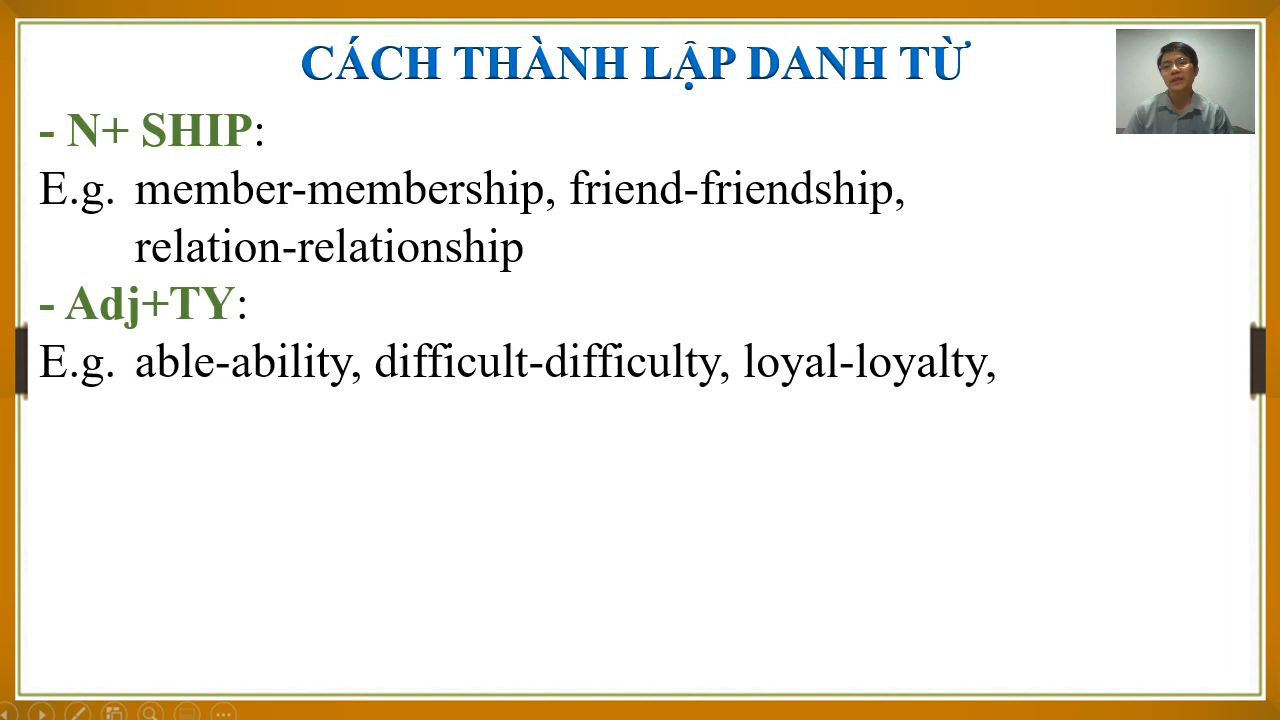 CÁCH THÀNH LẬP DANH TỪ
- N+ SHIP:
E.g. member-membership, friend-friendship,
relation-relationship
- Adj+TY:
E.g. able-ability, difficult-difficulty, loyal-loyalty,